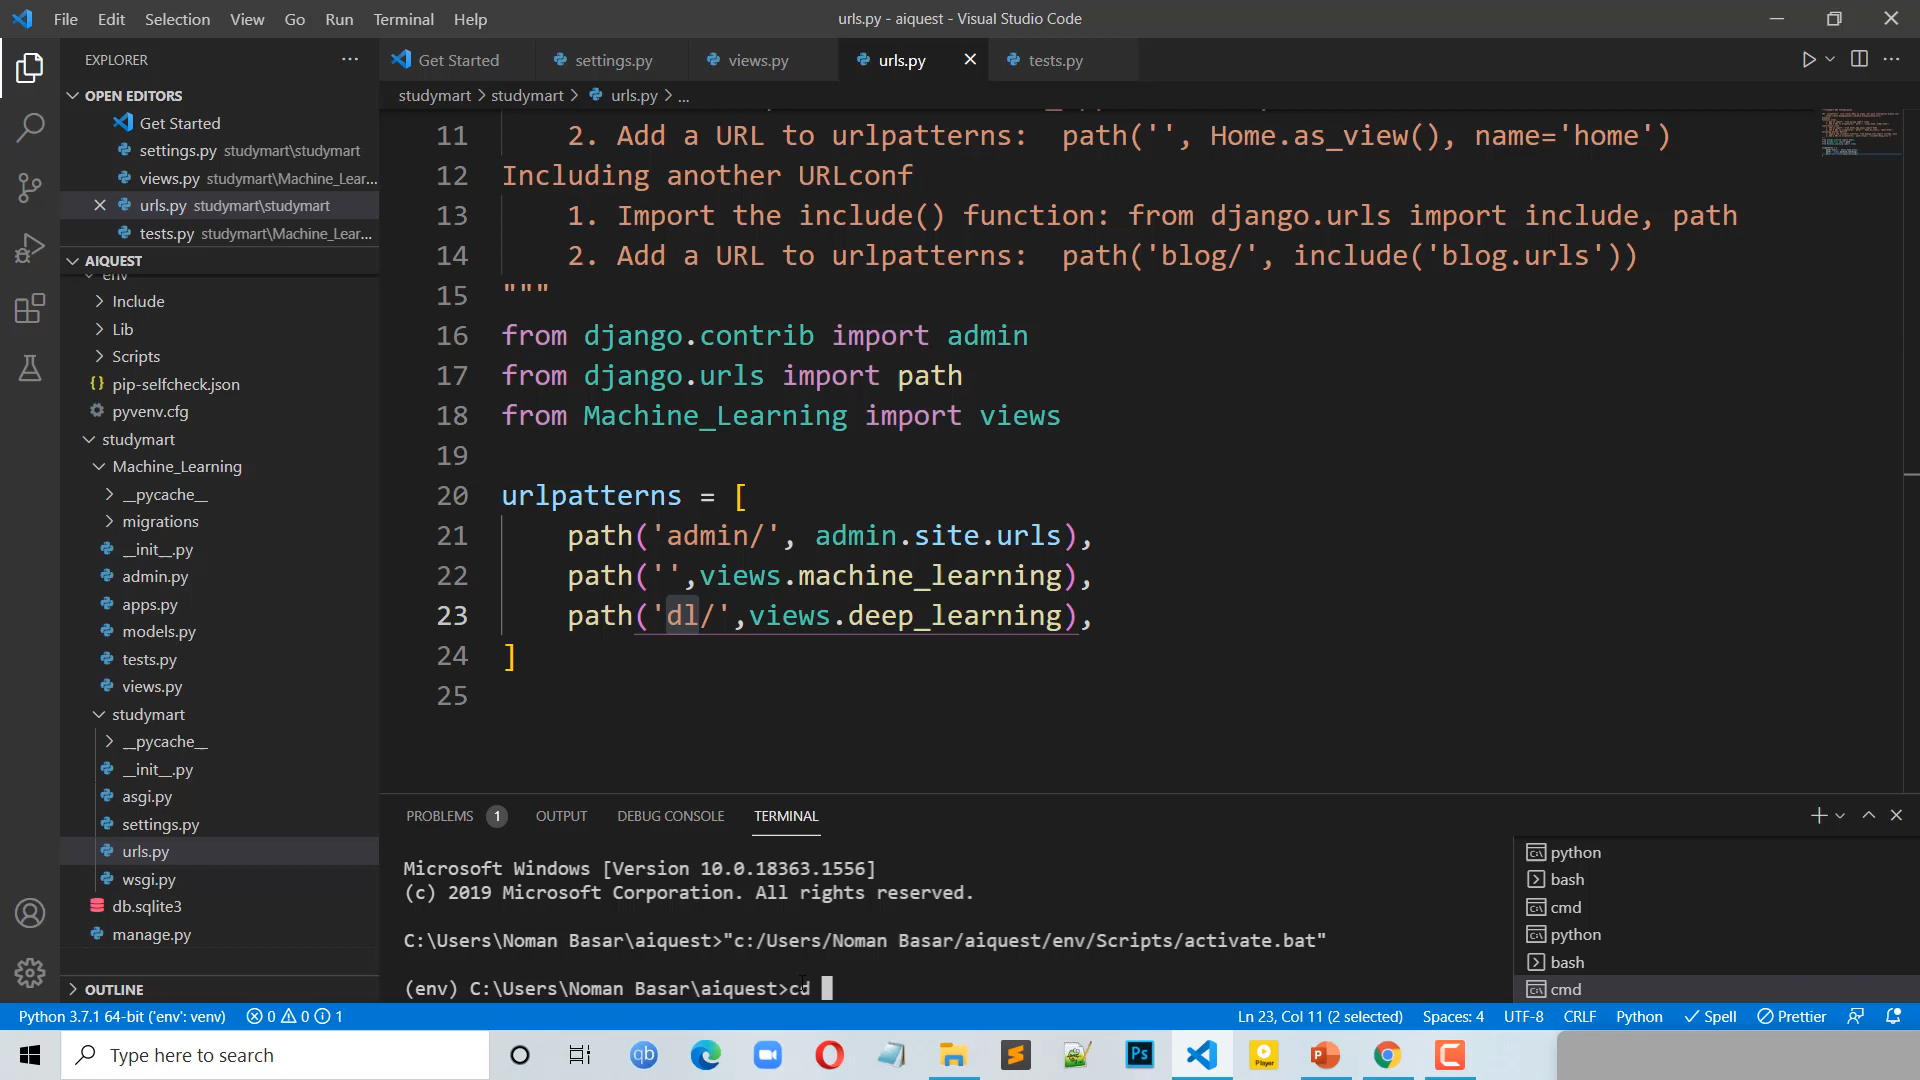 File Edit Selection View Go Run Terminal Help
urls.py - aiquest - Visual Studio Code
EXPLORER
Get Started
settings.py
views.py
urls.py
tests.py
OPEN EDITORS
Get Started
settings.py studymart\studymart
views.py studymart\Machine_Lear...
urls.py studymart\studymart
tests.py studymart\Machine_Lear...
AIQUEST
env
Include
Lib
Scripts
pip-selfcheck.json
pyvenv.cfg
studymart
Machine_Learning
__pycache__
migrations
__init__.py
admin.py
apps.py
models.py
tests.py
views.py
studymart
__pycache__
__init__.py
asgi.py
settings.py
urls.py
wsgi.py
db.sqlite3
manage.py
OUTLINE
studymart > studymart > urls.py > ...
11 2. Add a URL to urlpatterns:  path('', Home.as_view(), name='home')
12 Including another URLconf
13 1. Import the include() function: from django.urls import include, path
14 2. Add a URL to urlpatterns:  path('blog/', include('blog.urls'))
15 """
16 from django.contrib import admin
17 from django.urls import path
18 from Machine_Learning import views
19
20 urlpatterns = [
21 path('admin/', admin.site.urls),
22 path('',views.machine_learning),
23 path('dl/',views.deep_learning),
24 ]
25
PROBLEMS 1 OUTPUT DEBUG CONSOLE TERMINAL
Microsoft Windows [Version 10.0.18363.1556]
(c) 2019 Microsoft Corporation. All rights reserved.
C:\Users\Noman Basar\aiquest>"c:/Users/Noman Basar/aiquest/env/Scripts/activate.bat"
(env) C:\Users\Noman Basar\aiquest>cd
python
bash
cmd
python
bash
cmd
Python 3.7.1 64-bit ('env': venv) 0 0 1
Ln 23, Col 11 (2 selected) Spaces: 4 UTF-8 CRLF Python Spell Prettier
Type here to search
qb
Ps
Player